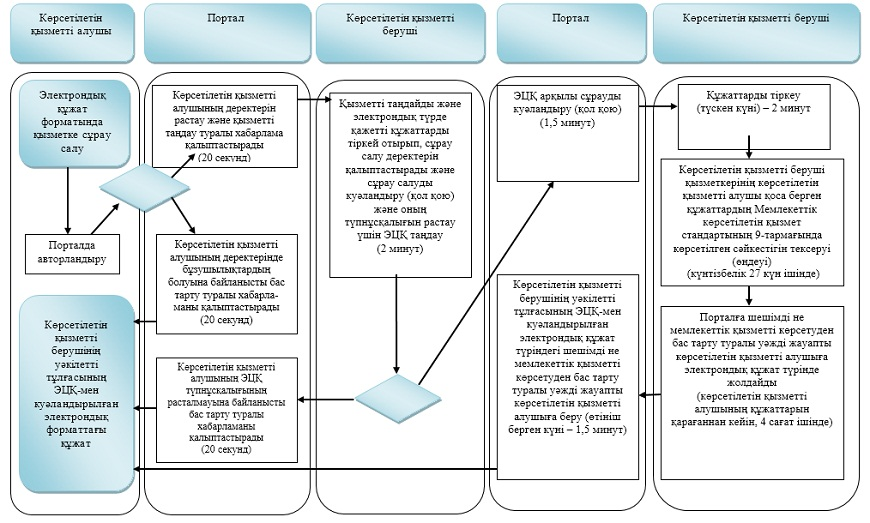 Көрсетілетін
қызметті алушы
Портал
Көрсетілетін қызметті
беруші
Портал
Көрсетілетін қызметті беруші
Электрондық
құжат
форматында
қызметке сұрау
салу
Порталда
авторландыру
Көрсетілетін
қызметті
берушінің
уәкілетті
тұлғасының
ЭЦҚ-мен
куәландырылған
электрондық
форматтағы
құжат
Көрсетілетін қызметті
алушының деректерін
растау және қызметті
таңдау туралы хабарлама
қалыптастырады
(20 секунд)
Көрсетілетін қызметті
алушының деректерінде
бұзушылықтардың
болуына байланысты бас
тарту туралы хабарла-
маны қалыптастырады
(20 секунд)
Көрсетілетін қызметті
алушының ЭЦҚ
түпнұсқалығының
расталмауына байланысты
бас тарту туралы
хабарламаны
қалыптастырады
(20 секунд)
Қызметті таңдайды және
электрондық түрде
қажетті құжаттарды
тіркей отырып, сұрау
салу деректерін
қалыптастырады және
сұрау салуды
куәландыру (қол қою)
және оның
түпнұсқалығын растау
үшін ЭЦҚ таңдау
(2 минут)
ЭЦҚ арқылы сұрауды
куәландыру (қол қою)
(1,5 минут)
Көрсетілетін қызметті
берушінің уәкілетті
тұлғасының ЭЦҚ-мен
куәландырылған
электрондық құжат
түріндегі шешімді не
мемлекеттік қызметті
көрсетуден бас тарту
туралы уәжді жауапты
көрсетілетін қызметті
алушыға беру (өтініш
берген күні – 1,5 минут)
Құжаттарды тіркеу
(түскен күні) – 2 минут
Көрсетілетін қызметті беруші
қызметкерінің көрсетілетін
қызметті алушы қоса берген
құжаттардың Мемлекеттік
көрсетілетін қызмет
стандартының 9-тармағында
көрсетілген сәйкестігін тексеруі
(өңдеуі)
(күнтізбелік 27 күн ішінде)
Порталға шешімді не
мемлекеттік қызметті көрсетуден
бас тарту туралы уәжді жауапты
көрсетілетін қызметті алушыға
электрондық құжат түрінде
жолдайды
(көрсетілетін қызметті
алушының құжаттарын
қарағаннан кейін, 4 сағат ішінде)